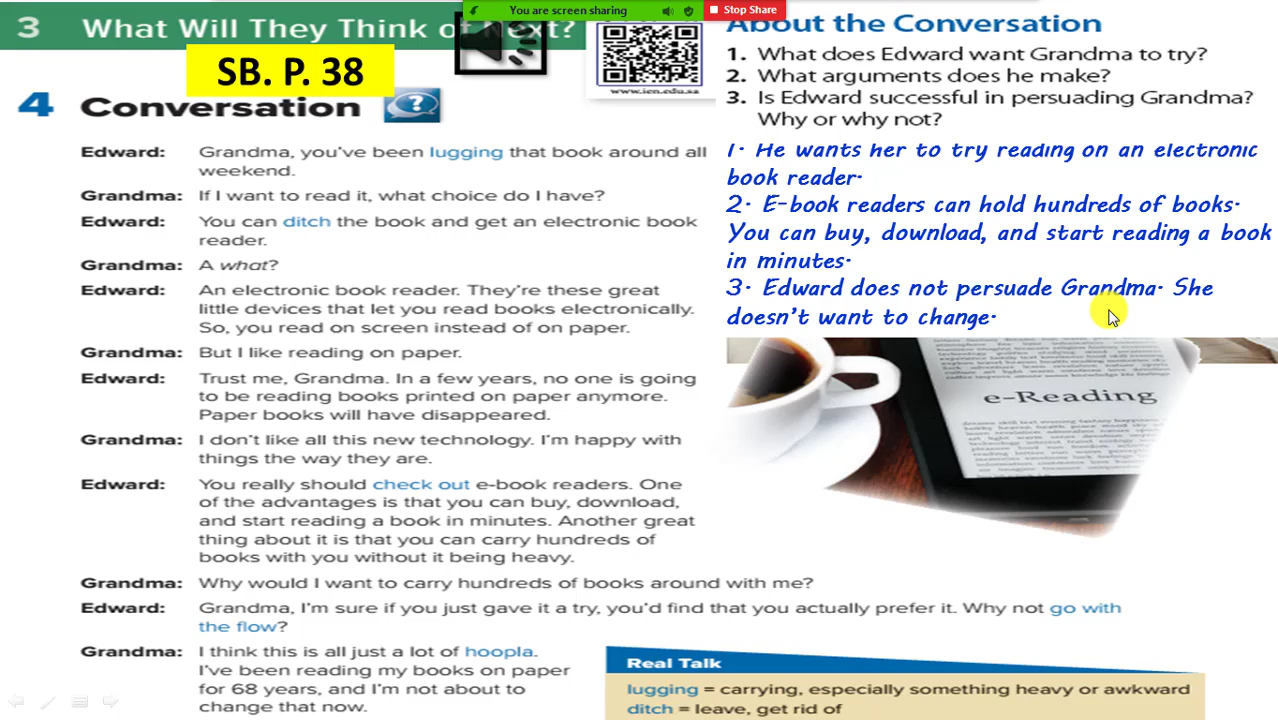 You are screen sharing
Stop Share
3 What Will They Think of Next?
SB. P. 38
www.ien.edu.sa
4 Conversation
Edward: Grandma, you've been lugging that book around all
weekend.
Grandma: If I want to read it, what choice do I have?
Edward: You can ditch the book and get an electronic book
reader.
Grandma: A what?
Edward: An electronic book reader. They're these great
little devices that let you read books electronically.
So, you read on screen instead of on paper.
Grandma: But I like reading on paper.
Edward: Trust me, Grandma. In a few years, no one is going
to be reading books printed on paper anymore.
Paper books will have disappeared.
Grandma: I don't like all this new technology. I'm happy with
things the way they are.
Edward: You really should check out e-book readers. One
of the advantages is that you can buy, download,
and start reading a book in minutes. Another great
thing about it is that you can carry hundreds of
books with you without it being heavy.
Grandma: Why would I want to carry hundreds of books around with me?
Edward: Grandma, I'm sure if you just gave it a try, you'd find that you actually prefer it. Why not go with
the flow?
Grandma: I think this is all just a lot of hoopla.
I've been reading my books on paper
for 68 years, and I'm not about to
change that now.
About the Conversation
1. What does Edward want Grandma to try?
2. What arguments does he make?
3. Is Edward successful in persuading Grandma?
Why or why not?
1. He wants her to try reading on an electronic
book reader.
2. E-book readers can hold hundreds of books.
You can buy, download, and start reading a book
in minutes.
3. Edward does not persuade Grandma. She
doesn't want to change.
e-Reading
Real Talk
lugging = carrying, especially something heavy or awkward
ditch = leave, get rid of